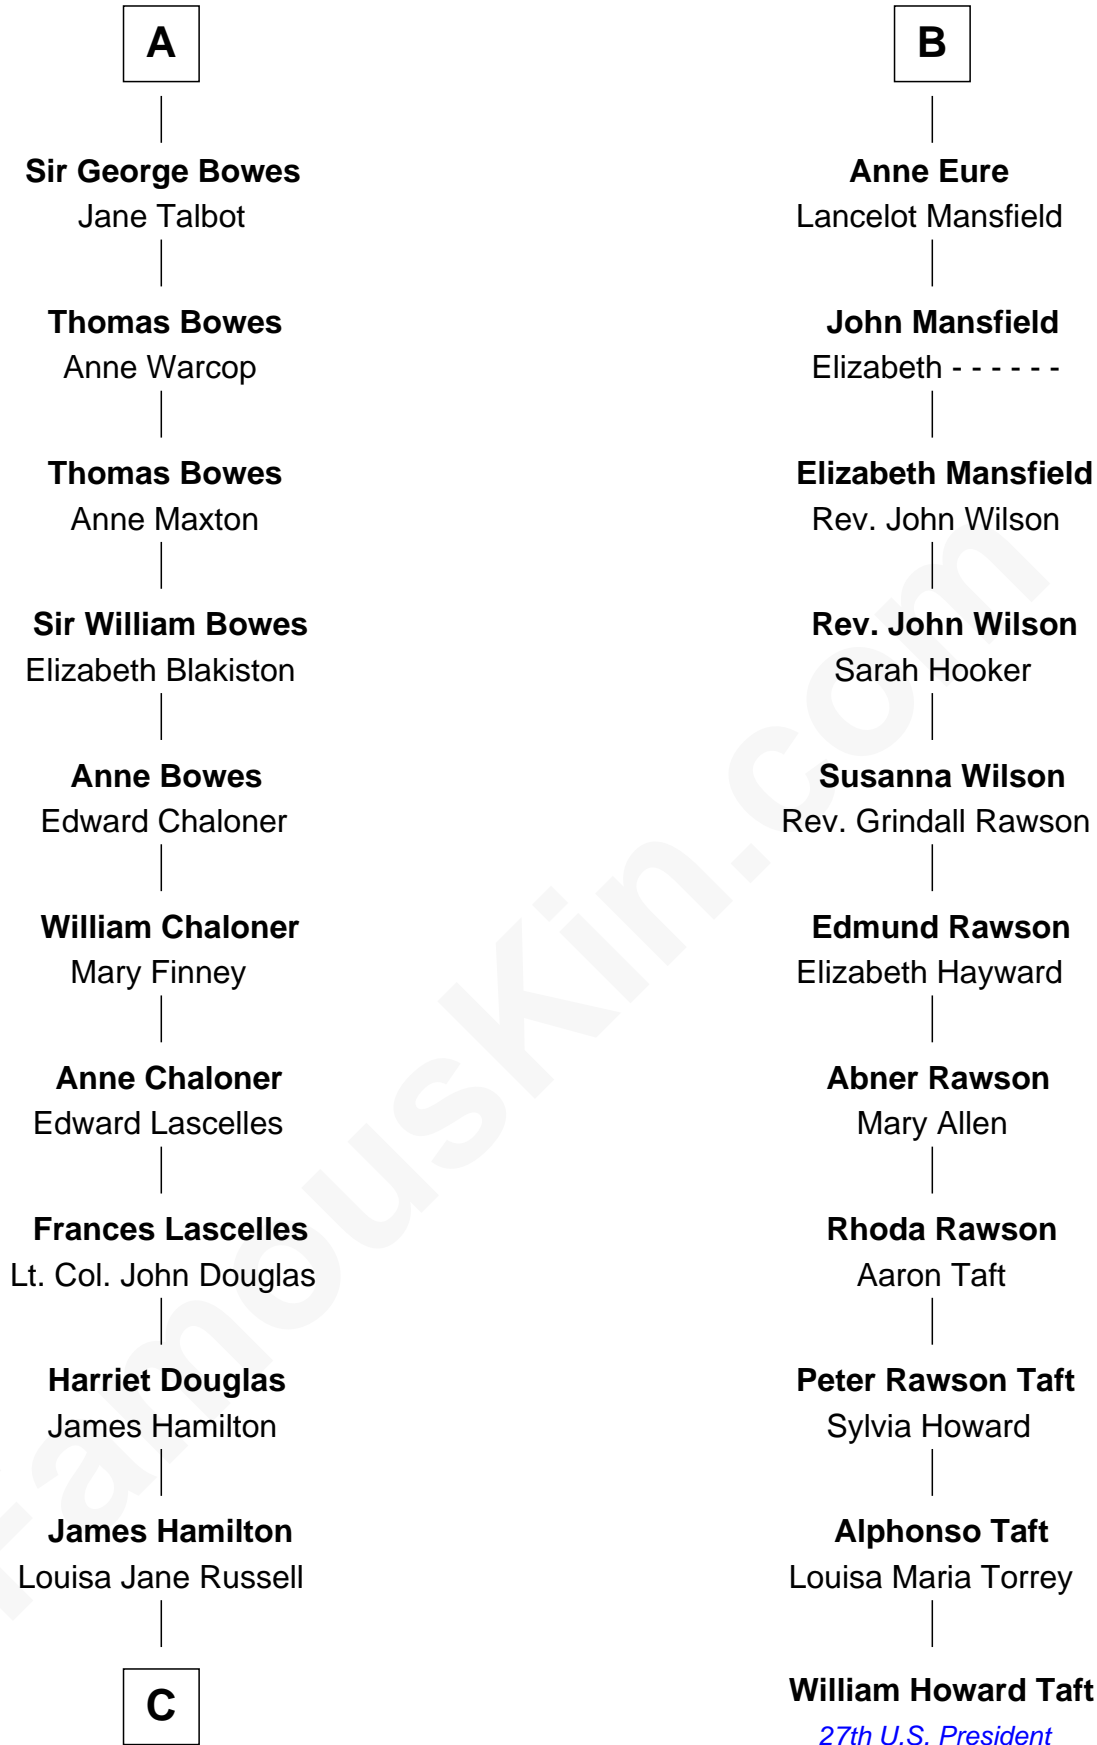 A
Sir George Bowes
Jane Talbot
Thomas Bowes
Anne Warcop
Thomas Bowes
Anne Maxton
Sir William Bowes
Elizabeth Blakiston
Anne Bowes
Edward Chaloner
William Chaloner
Mary Finney
Anne Chaloner
Edward Lascelles
Frances Lascelles
Lt. Col. John Douglas
Harriet Douglas
James Hamilton
James Hamilton
Louisa Jane Russell
C
B
Anne Eure
Lancelot Mansfield
John Mansfield
Elizabeth - - - - - -
Elizabeth Mansfield
Rev. John Wilson
Rev. John Wilson
Sarah Hooker
Susanna Wilson
Rev. Grindall Rawson
Edmund Rawson
Elizabeth Hayward
Abner Rawson
Mary Allen
Rhoda Rawson
Aaron Taft
Peter Rawson Taft
Sylvia Howard
Alphonso Taft
Louisa Maria Torrey
William Howard Taft
27th U.S. President
FamousKin.com